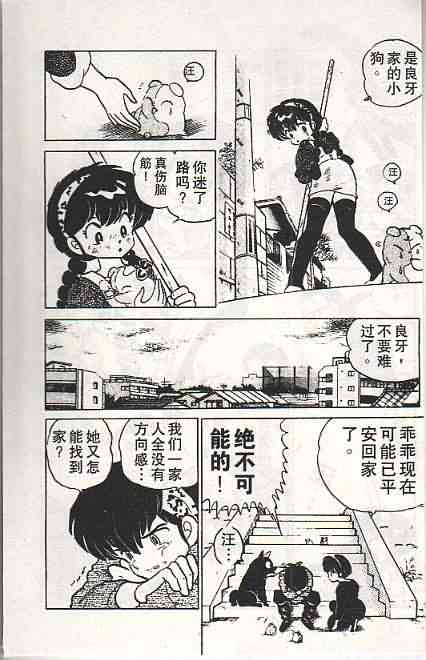 是良牙
家的小
狗。
汪
汪
汪
你迷了
路吗？
真伤脑
筋！
良牙，
不要难
过了。
乖乖现在
可能已平
安回家
了。
绝不可
能的！
汪…
我们一家
人全没有
方向感…
她又怎
能找到
家？